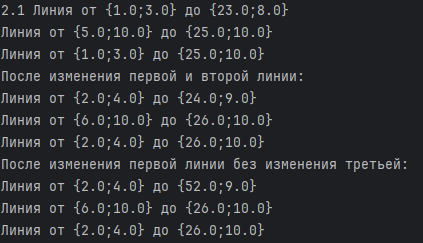 2.1 Линия от {1.0;3.0} до {23.0;8.0}
Линия от {5.0;10.0} до {25.0;10.0}
Линия от {1.0;3.0} до {25.0;10.0}
После изменения первой и второй линии:
Линия от {2.0;4.0} до {24.0;9.0}
Линия от {6.0;10.0} до {26.0;10.0}
Линия от {2.0;4.0} до {26.0;10.0}
После изменения первой линии без изменения третьей:
Линия от {2.0;4.0} до {52.0;9.0}
Линия от {6.0;10.0} до {26.0;10.0}
Линия от {2.0;4.0} до {26.0;10.0}